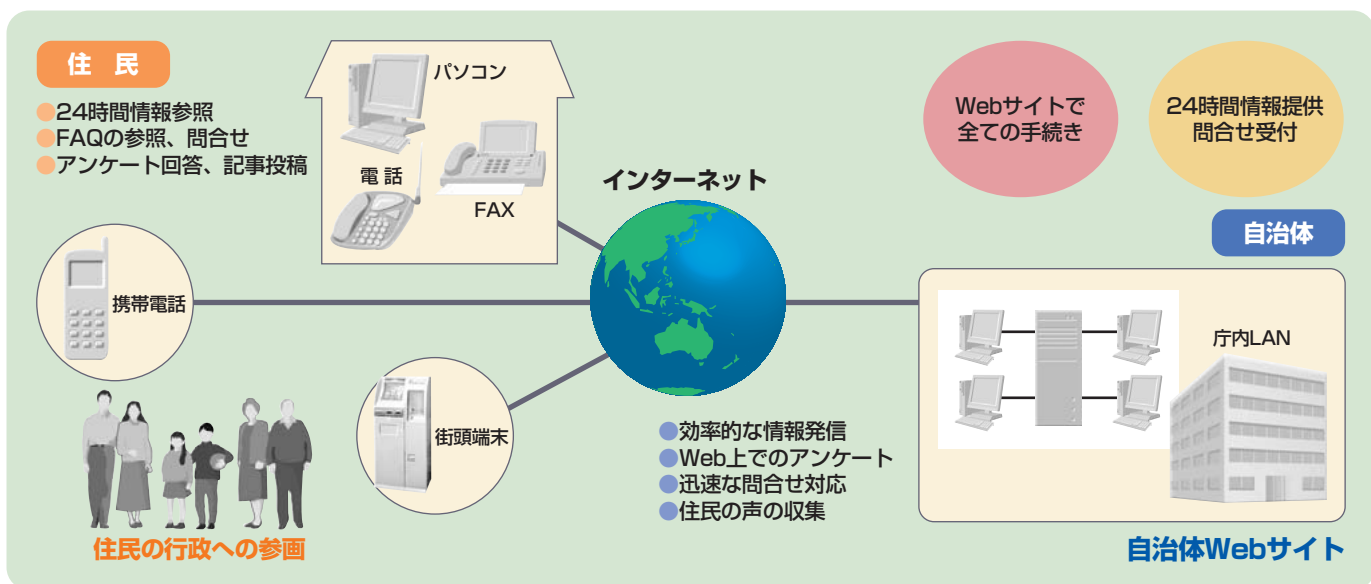 住 民
●24時間情報参照
●FAQの参照、問合せ
●アンケート回答、記事投稿
パソコン
電 話
FAX
携帯電話
街頭端末
住民の行政への参画
インターネット
●効率的な情報発信
●Web上でのアンケート
●迅速な問合せ対応
●住民の声の収集
Webサイトで
全ての手続き
24時間情報提供
問合せ受付
自治体
庁内LAN
自治体Webサイト